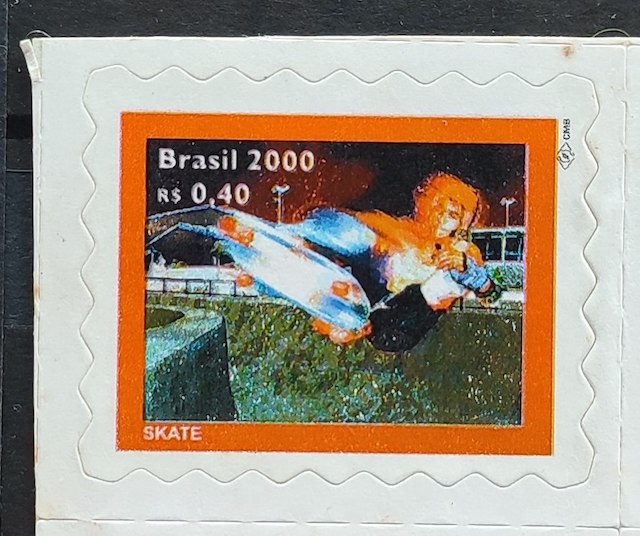 Brasil 2000
R$ 0,40
CMB
SKATE